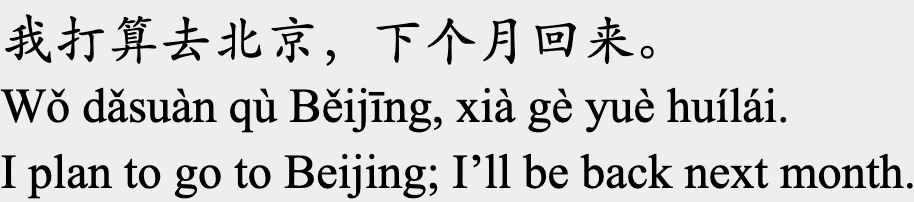 我打算去北京，下个月回来。
Wǒ dǎsuàn qù Běijīng, xià gè yuè huílái.
I plan to go to Beijing; I’ll be back next month.